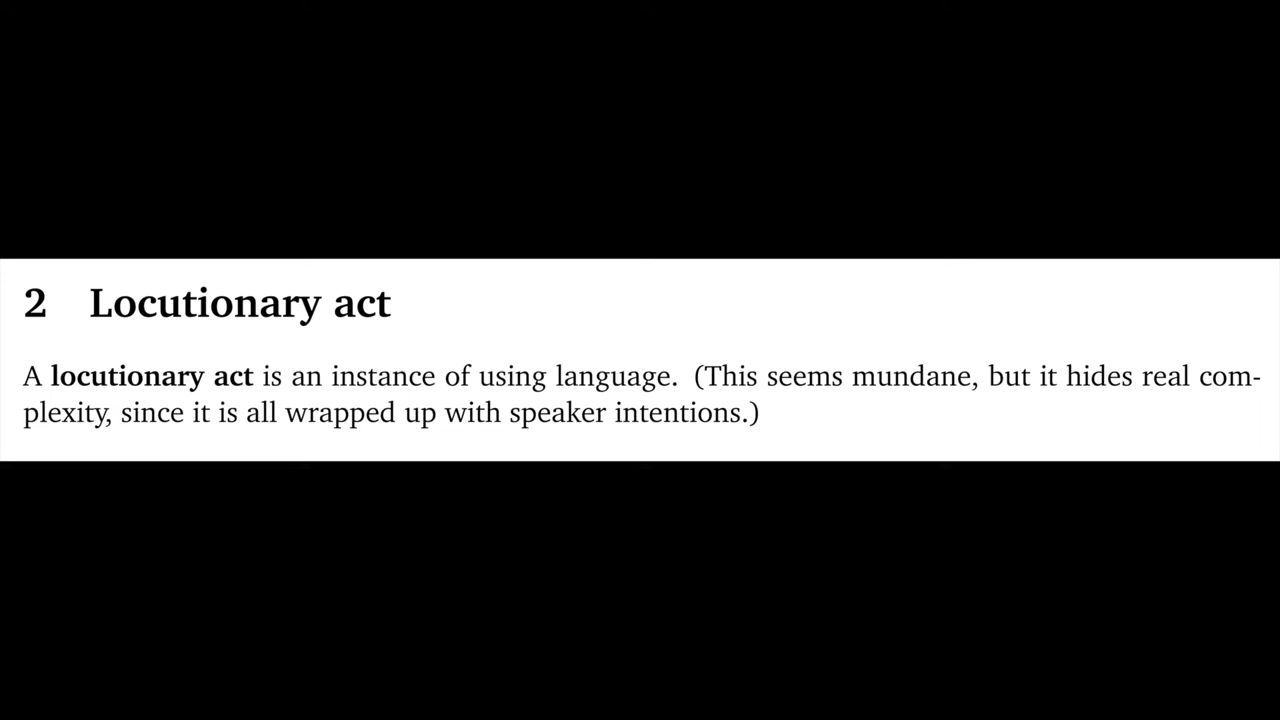 2 Locutionary act
A locutionary act is an instance of using language. (This seems mundane, but it hides real com-
plexity, since it is all wrapped up with speaker intentions.)